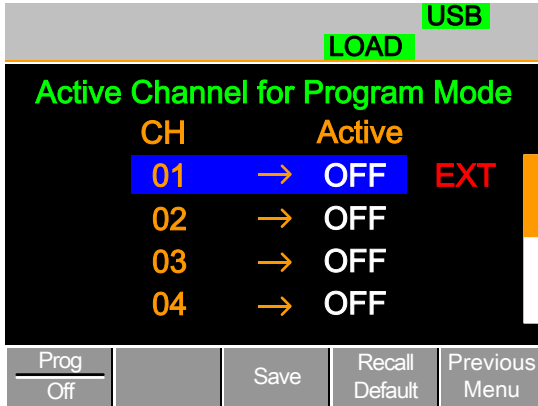 USB
LOAD
Active Channel for Program Mode
CH Active
01 → OFF EXT
02 → OFF
03 → OFF
04 → OFF
Prog Save Recall Previous
Off Default Menu